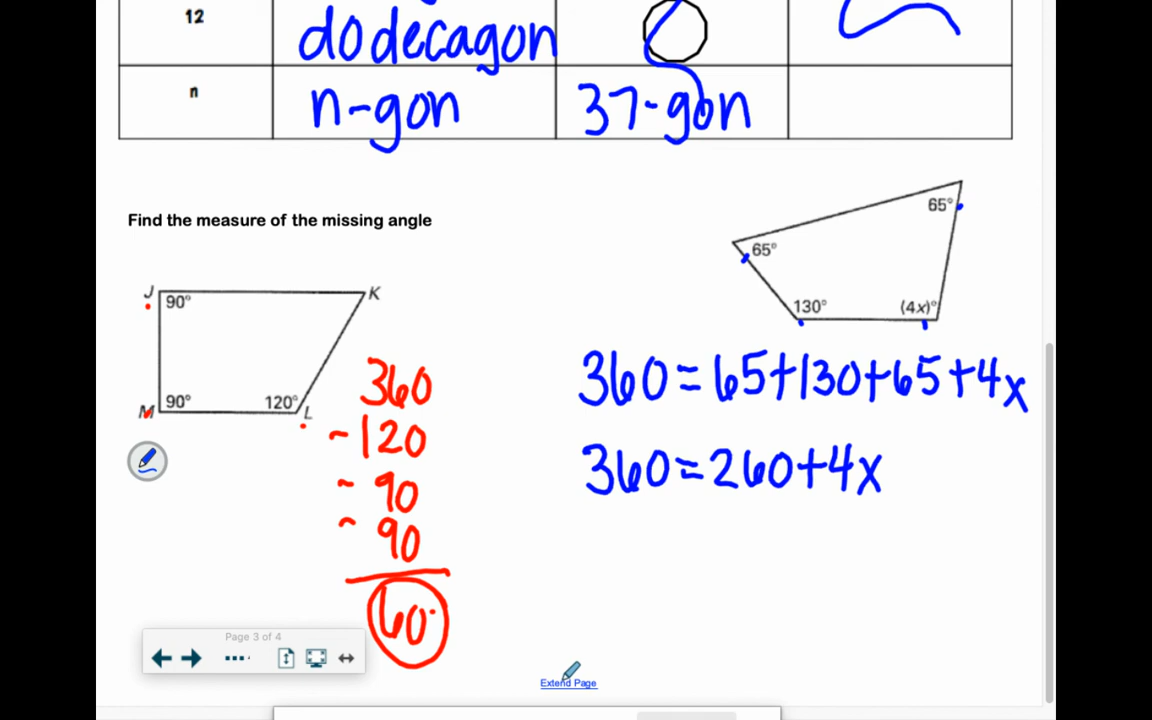 12 dodecagon
n n-gon 37-gon
Find the measure of the missing angle
65°
65°
130° (4x)°
J K
90°
90° 120°
M L
360
-120
- 90
- 90
60°
360=65+130+65+4x
360=260+4x
Page 3 of 4
Extend Page